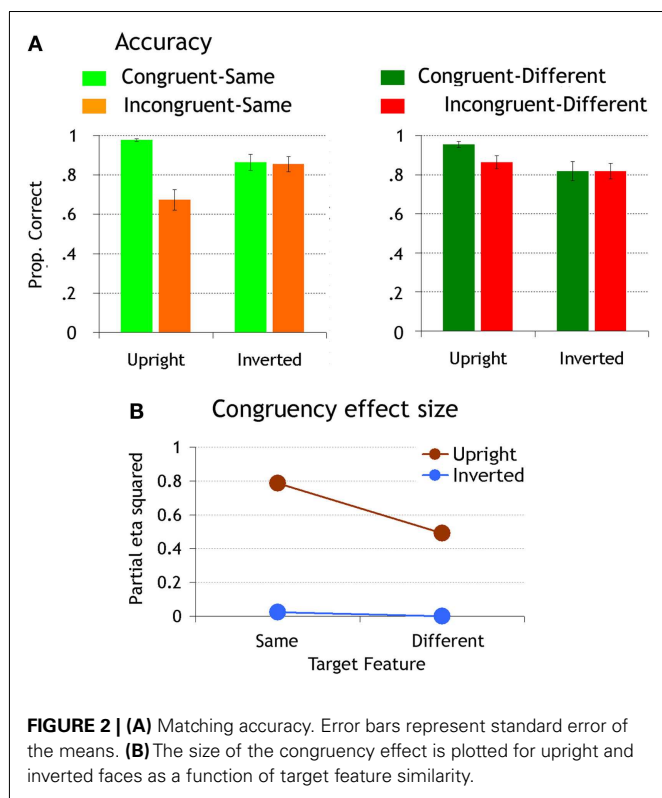 A Accuracy
Congruent-Same Congruent-Different
Incongruent-Same Incongruent-Different
Prop. Correct
1
.8
.6
.4
.2
0
Upright Inverted
1
.8
.6
.4
.2
0
Upright Inverted
B Congruency effect size
Partial eta squared
1
0.8
0.6
0.4
0.2
0
Upright
Inverted
Same Different
Target Feature
FIGURE 2 | (A) Matching accuracy. Error bars represent standard error of
the means. (B) The size of the congruency effect is plotted for upright and
inverted faces as a function of target feature similarity.